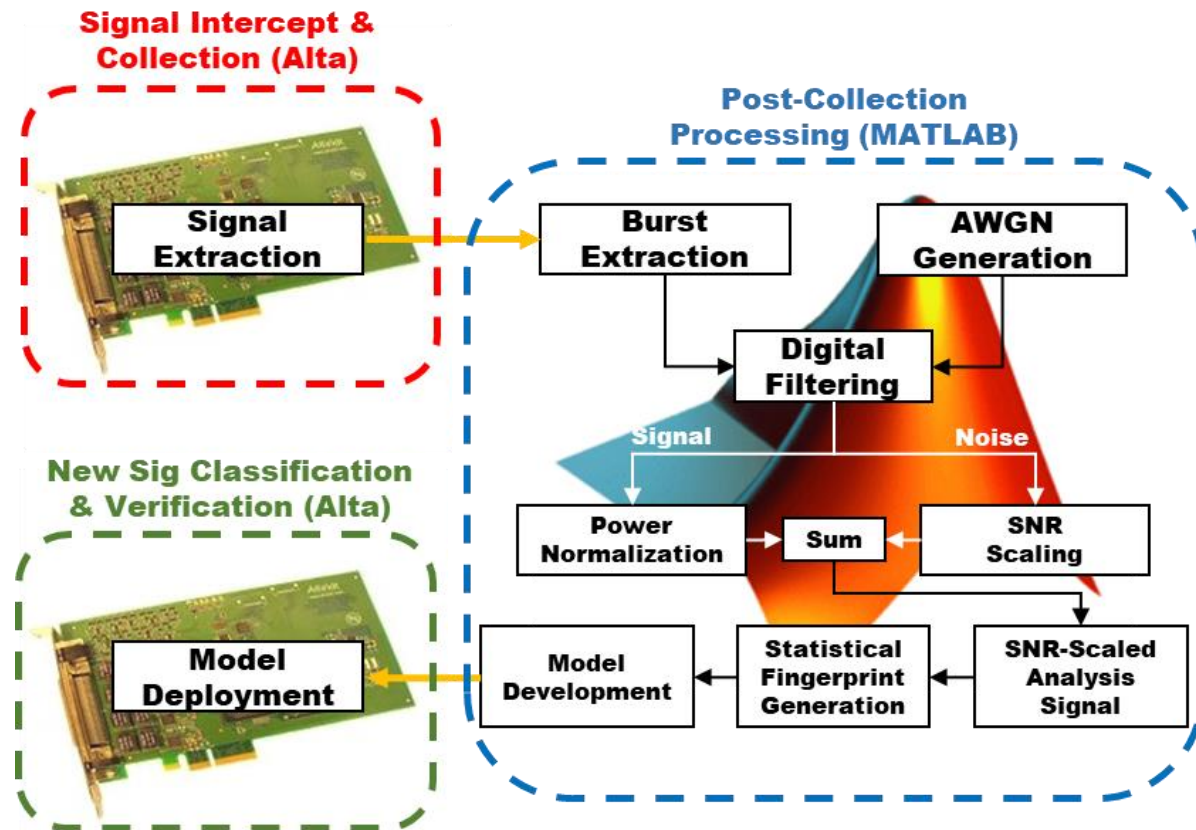 Signal Intercept &
Collection (Alta)
Signal
Extraction
Post-Collection
Processing (MATLAB)
Burst
Extraction
AWGN
Generation
Digital
Filtering
Signal
Noise
Power
Normalization
Sum
SNR
Scaling
SNR-Scaled
Analysis
Signal
Statistical
Fingerprint
Generation
Model
Development
New Sig Classification
& Verification (Alta)
Model
Deployment